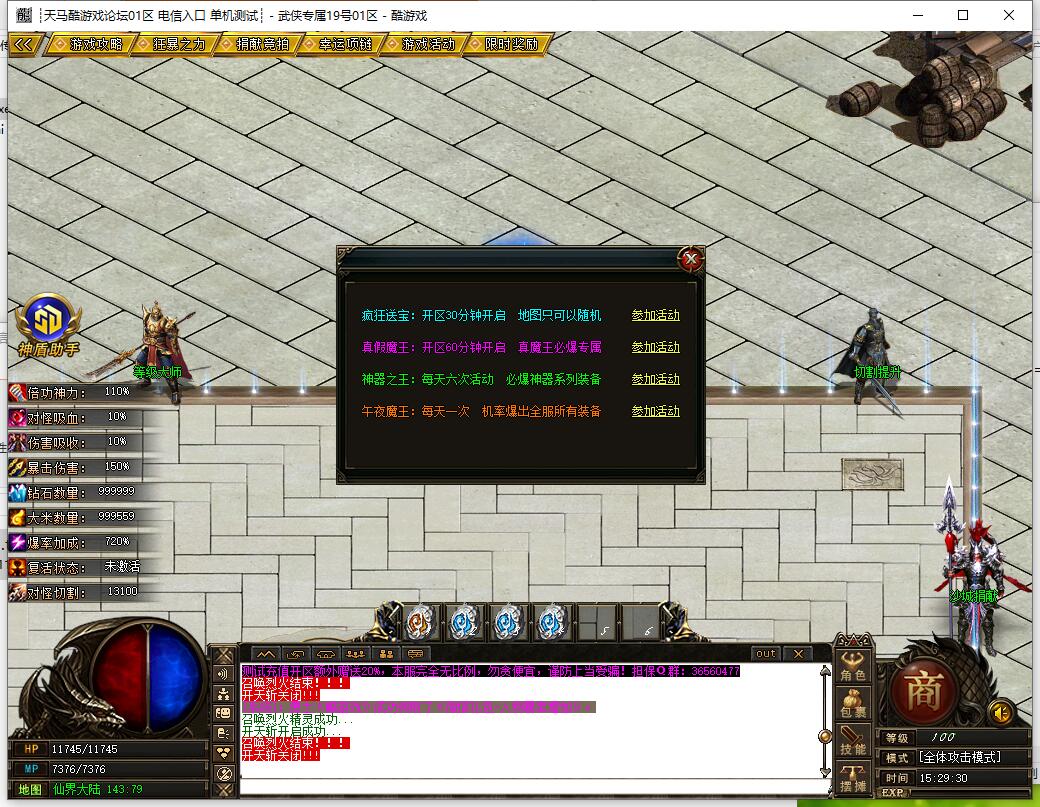 天马酷游戏论坛01区 电信入口 单机测试 - 武侠专属19号01区 - 酷游戏
游戏攻略
狂暴之力
捐献竞拍
幸运项链
游戏活动
限时奖励
疯狂送宝：开区30分钟开启 地图只可以随机 参加活动
真假魔王：开区60分钟开启 真魔王必爆专属 参加活动
神器之王：每天六次活动 必爆神器系列装备 参加活动
午夜魔王：每天一次 机率爆出全服所有装备 参加活动
神盾助手
等级大师
切割提升
沙城捐献
倍功神力： 110%
对怪吸血： 10%
伤害吸收： 10%
暴击伤害： 150%
钻石数量： 999999
大米数量： 999559
爆率加成： 720%
复活状态： 未激活
对怪切割： 13100
5
6
out
测试充值开区额外赠送20%，本服完全无比例，勿贪便宜，谨防上当受骗！担保Q群：36560477
召唤烈火结束！！！
开天斩关闭!!!
召唤烈火精灵成功...
开天斩开启成功...
召唤烈火结束！！！
开天斩关闭!!!
HP 11745/11745
MP 7376/7376
地图 仙界大陆 143:79
角色
包裹
技能
摆摊
商
等级 100
模式 [全体攻击模式]
时间 15:29:30
EXP